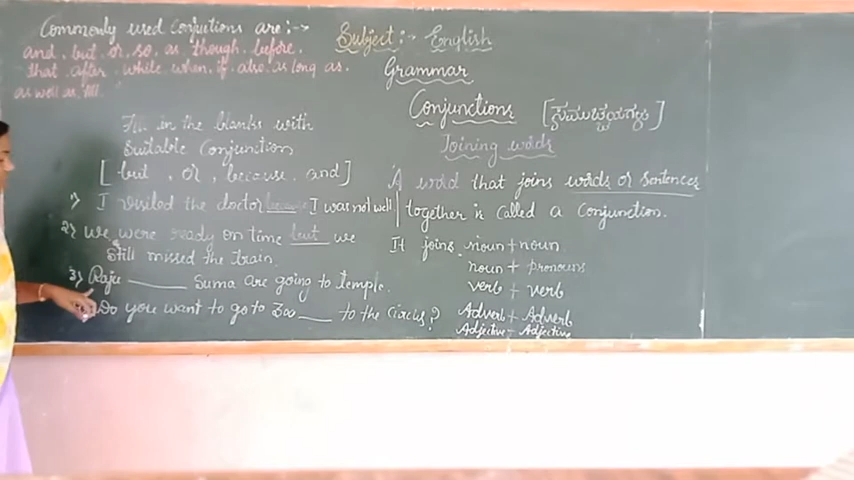 Commonly used Conjuctions are :-
and, but, or, so, as, though, before,
that, after, while, when, if, also, as long as,
as well as, till
Fill in the blanks with
Suitable Conjunction
[ but , or , because , and ]
1) I visited the doctor because I was not well
2) We were ready on time but we
still missed the train.
3) Raju ______ Suma are going to temple.
Do you want to go to Zoo ____ to the Circus?
Subject :- English
Grammar
Conjunctions
Joining words
A word that joins words or sentences
together is called a Conjunction.
It joins noun + noun
noun + pronouns
verb + verb
Adverb + Adverb
Adjective - Adjective